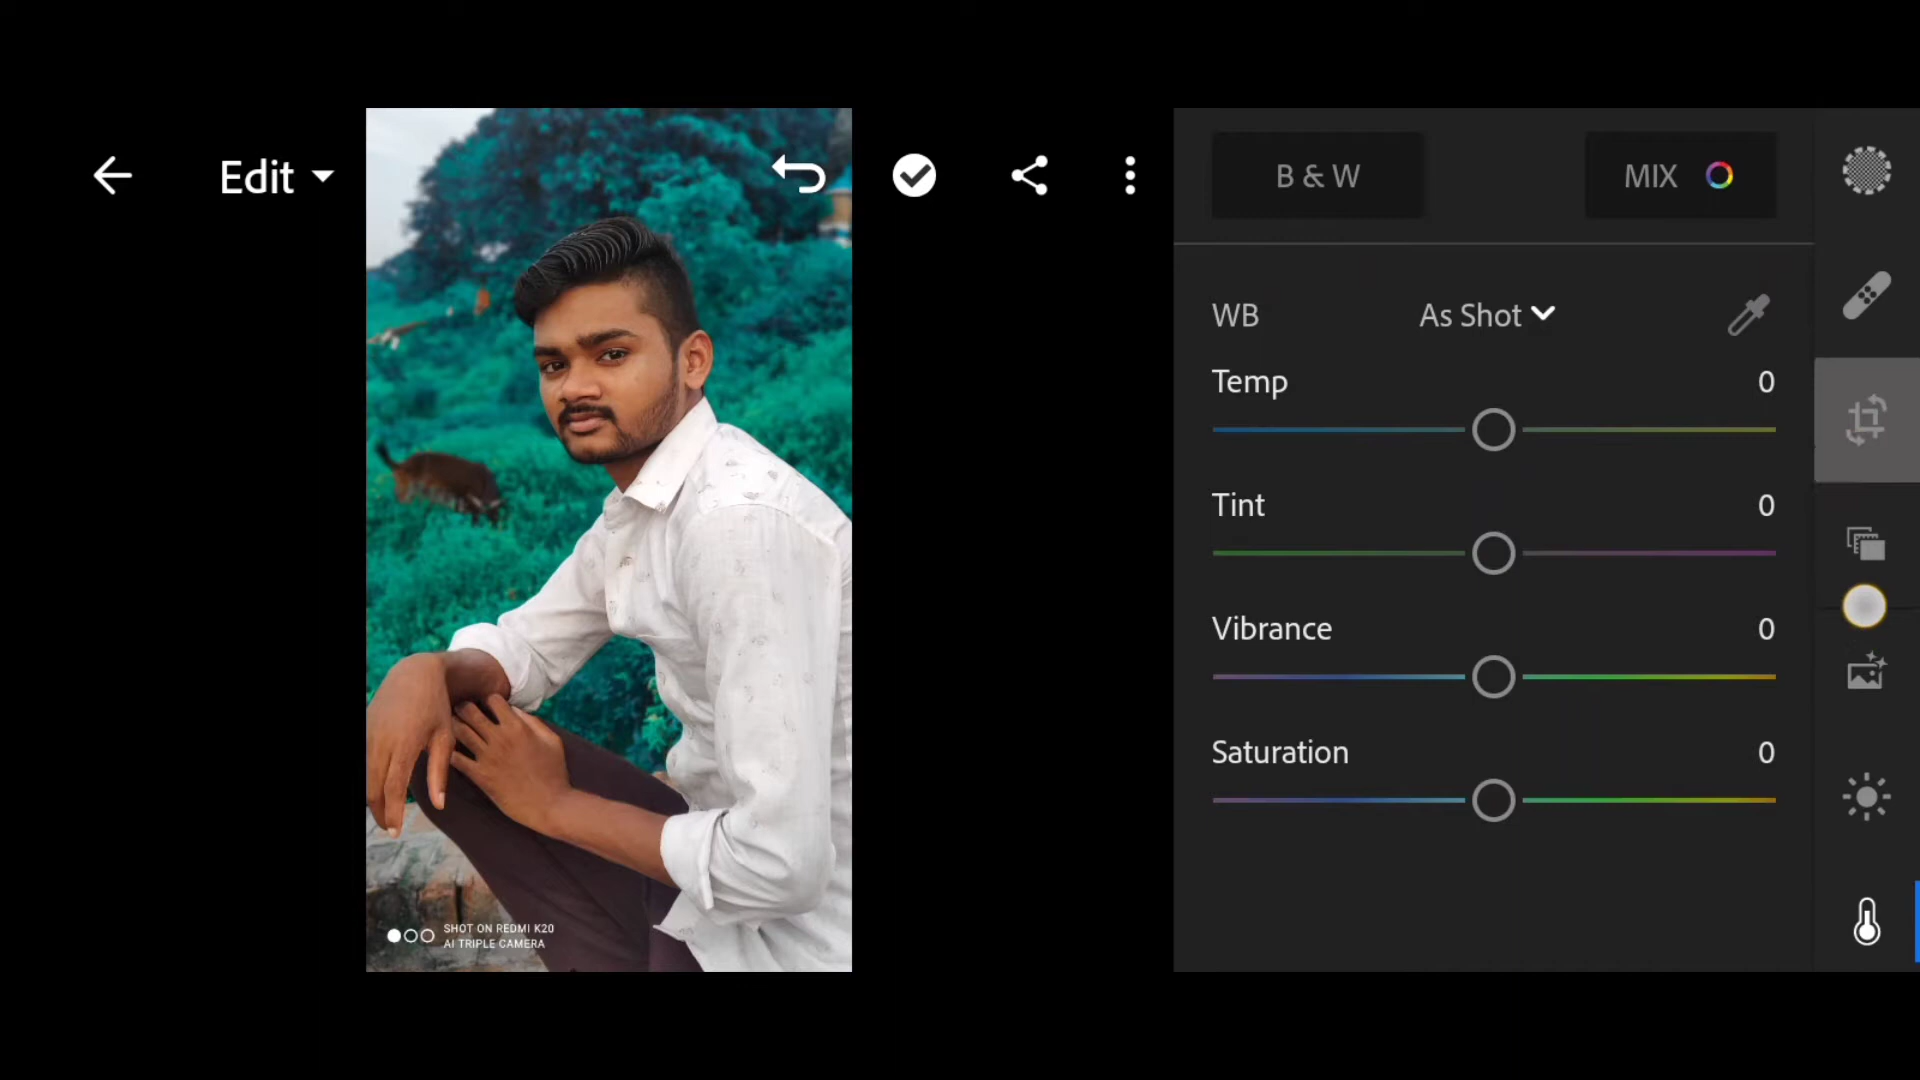 Edit
B & W
MIX
WB
As Shot
Temp
0
Tint
0
Vibrance
0
Saturation
0
SHOT ON REDMI K20
AI TRIPLE CAMERA